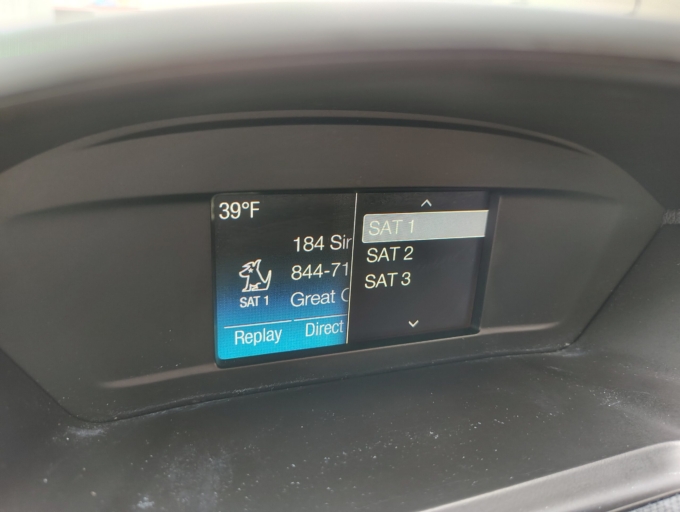 39°F
184 Sir
844-71
Great
SAT 1
Replay Direct
SAT 1
SAT 2
SAT 3